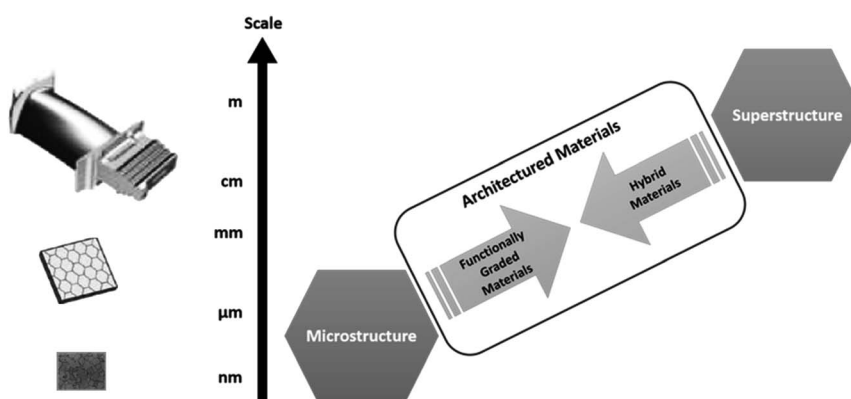 Scale
m
cm
mm
μm
nm
Architectured Materials
Functionally
Graded
Materials
Hybrid
Materials
Microstructure
Superstructure